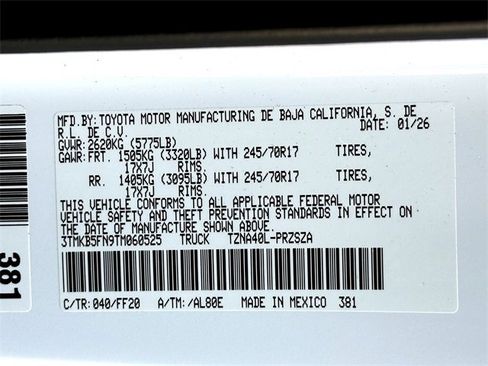 MFD.BY: TOYOTA MOTOR MANUFACTURING DE BAJA CALIFORNIA, S. DE
R.L. DE C.V. DATE: 01/26
GVWR: 2620KG (5775LB)
GAWR: FRT. 1505KG (3320LB) WITH 245/70R17 TIRES,
17X7J RIMS.
RR. 1405KG (3095LB) WITH 245/70R17 TIRES,
17X7J RIMS.
THIS VEHICLE CONFORMS TO ALL APPLICABLE FEDERAL MOTOR
VEHICLE SAFETY AND THEFT PREVENTION STANDARDS IN EFFECT ON
THE DATE OF MANUFACTURE SHOWN ABOVE.
3TMKB5FN9TM060525 TRUCK TZNA40L-PRZSZA
C/TR: 040/FF20 A/TM: /AL80E MADE IN MEXICO 381
381